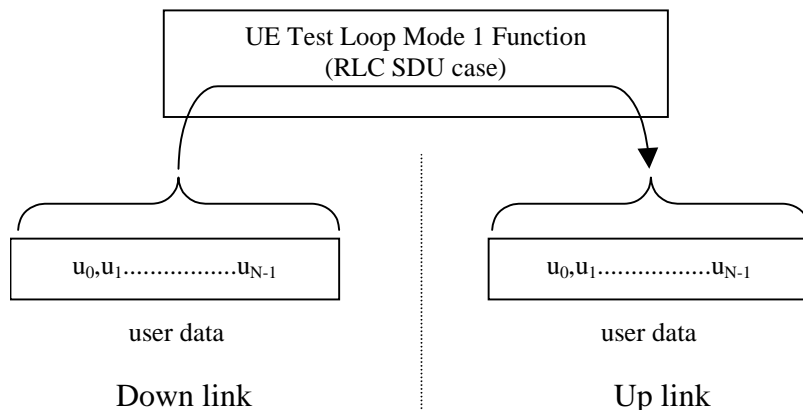 UE Test Loop Mode 1 Function
(RLC SDU case)
u0,u1..................uN-1
u0,u1..................uN-1
user data
user data
Down link
Up link